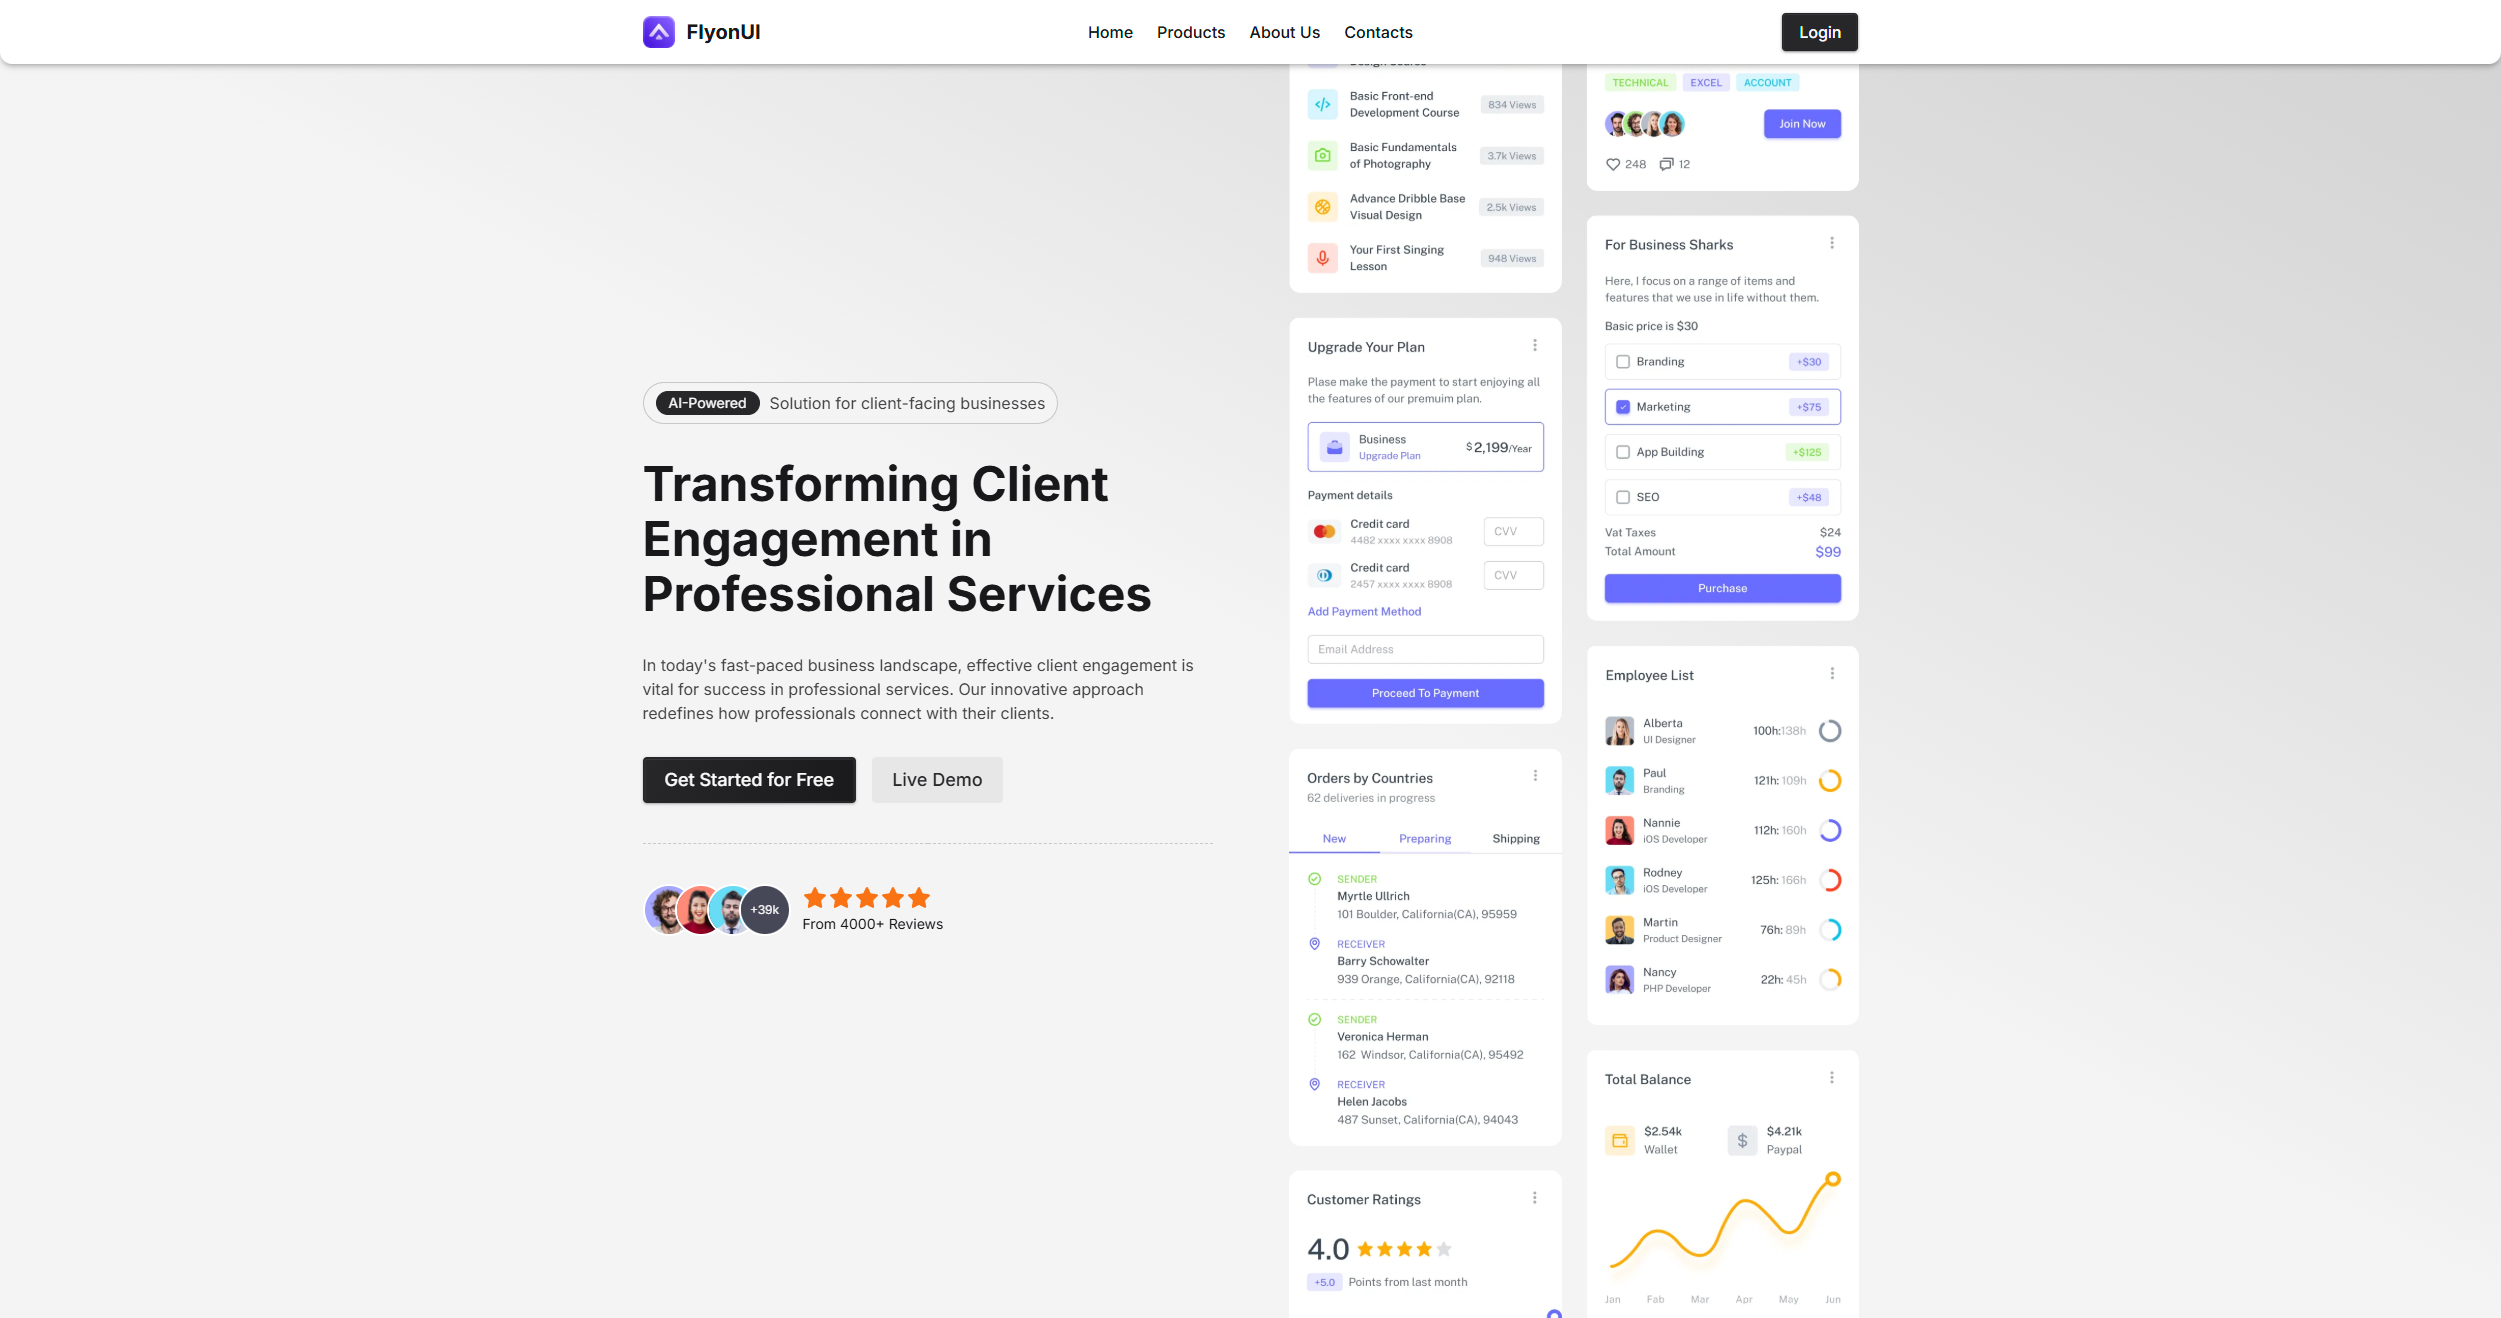 FlyonUI
Home
Products
About Us
Contacts
Login
AI-Powered
Solution for client-facing businesses
Transforming Client
Engagement in
Professional Services
In today's fast-paced business landscape, effective client engagement is
vital for success in professional services. Our innovative approach
redefines how professionals connect with their clients.
Get Started for Free
Live Demo
+39k
From 4000+ Reviews
Basic Front-end
Development Course
834 Views
Basic Fundamentals
of Photography
3.7k Views
Advance Dribble Base
Visual Design
2.5k Views
Your First Singing
Lesson
948 Views
Upgrade Your Plan
Plase make the payment to start enjoying all
the features of our premuim plan.
Business
Upgrade Plan
$2,199/Year
Payment details
Credit card
4482 xxxx xxxx 8908
CVV
Credit card
2457 xxxx xxxx 8908
CVV
Add Payment Method
Email Address
Proceed To Payment
Orders by Countries
62 deliveries in progress
New
Preparing
Shipping
SENDER
Myrtle Ullrich
101 Boulder, California(CA), 95959
RECEIVER
Barry Schowalter
939 Orange, California(CA), 92118
SENDER
Veronica Herman
162 Windsor, California(CA), 95492
RECEIVER
Helen Jacobs
487 Sunset, California(CA), 94043
Customer Ratings
4.0
+5.0
Points from last month
TECHNICAL
EXCEL
ACCOUNT
Join Now
248
12
For Business Sharks
Here, I focus on a range of items and
features that we use in life without them.
Basic price is $30
Branding
+$30
Marketing
+$75
App Building
+$125
SEO
+$48
Vat Taxes
$24
Total Amount
$99
Purchase
Employee List
Alberta
UI Designer
100h:138h
Paul
Branding
121h: 109h
Nannie
iOS Developer
112h: 160h
Rodney
iOS Developer
125h: 166h
Martin
Product Designer
76h: 89h
Nancy
PHP Developer
22h: 45h
Total Balance
$2.54k
Wallet
$4.21k
Paypal
Jan
Fab
Mar
Apr
May
Jun